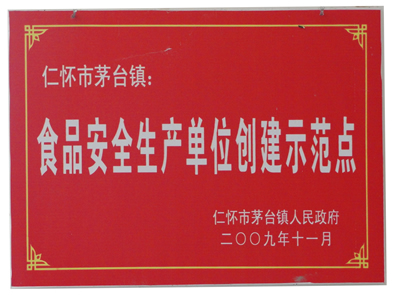 仁怀市茅台镇:
食品安全生产单位创建示范点
仁怀市茅台镇人民政府
二〇〇九年十一月